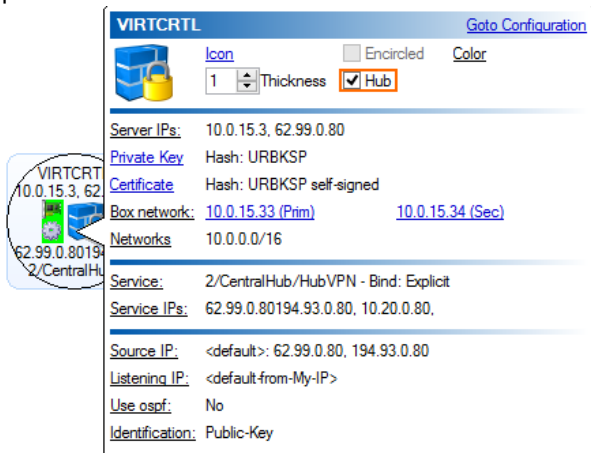 VIRTCRTL Goto Configuration
Icon Encircled Color
1 Thickness Hub
Server IPs: 10.0.15.3, 62.99.0.80
Private Key Hash: URBKSP
Certificate Hash: URBKSP self-signed
Box network: 10.0.15.33 (Prim) 10.0.15.34 (Sec)
Networks 10.0.0.0/16
Service: 2/CentralHub/HubVPN - Bind: Explicit
Service IPs: 62.99.0.80194.93.0.80, 10.20.0.80,
Source IP: <default>: 62.99.0.80, 194.93.0.80
Listening IP: <default-from-My-IP>
Use ospf: No
Identification: Public-Key
VIRTCRT
10.0.15.3, 62.
62.99.0.80194
2/CentralHu